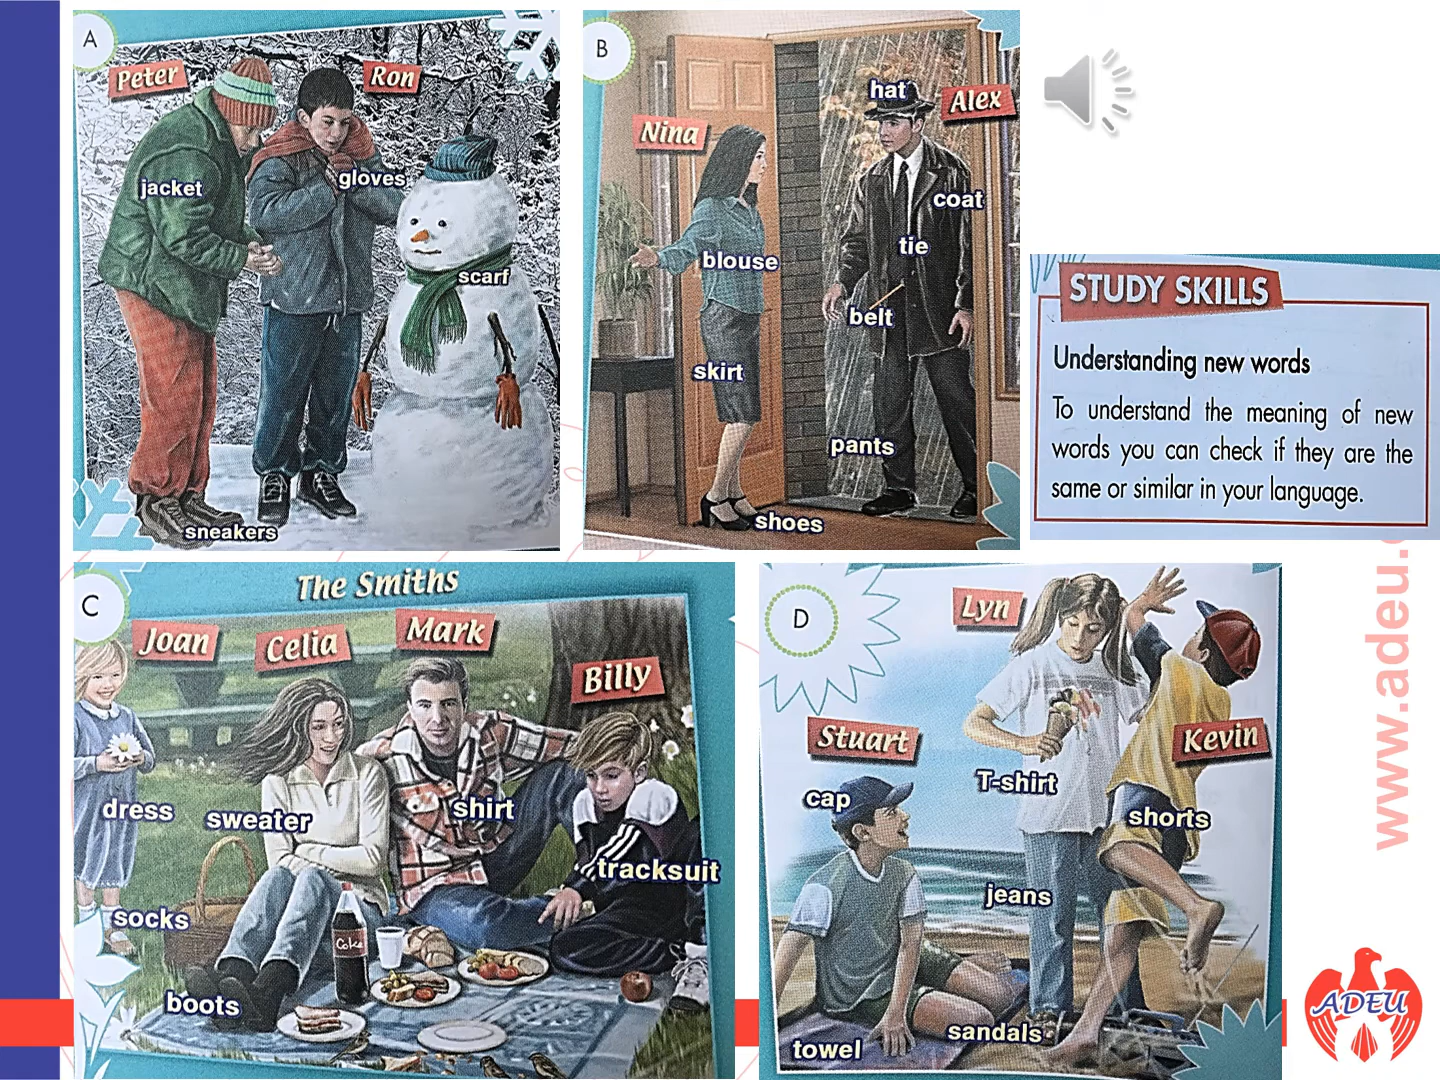 A
Peter
Ron
jacket
gloves
scarf
sneakers
B
hat
Alex
Nina
coat
tie
blouse
belt
skirt
pants
shoes
STUDY SKILLS
Understanding new words
To understand the meaning of new
words you can check if they are the
same or similar in your language.
C
The Smiths
Joan
Celia
Mark
Billy
dress
sweater
shirt
tracksuit
socks
Coke
boots
D
Lyn
Stuart
Kevin
cap
T-shirt
shorts
jeans
sandals
towel
www.adeu.
ADEU